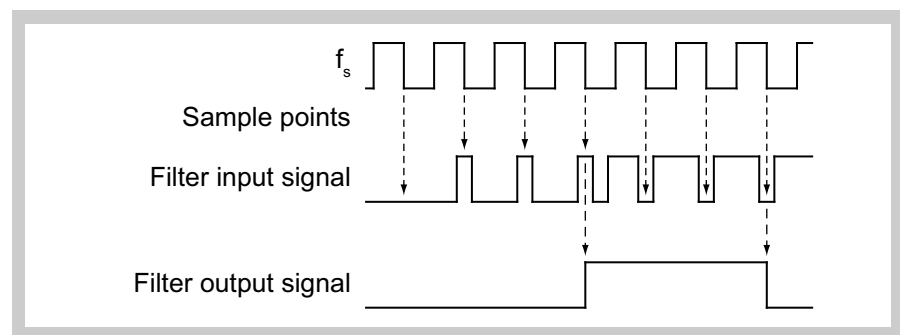 fs
Sample points
Filter input signal
Filter output signal